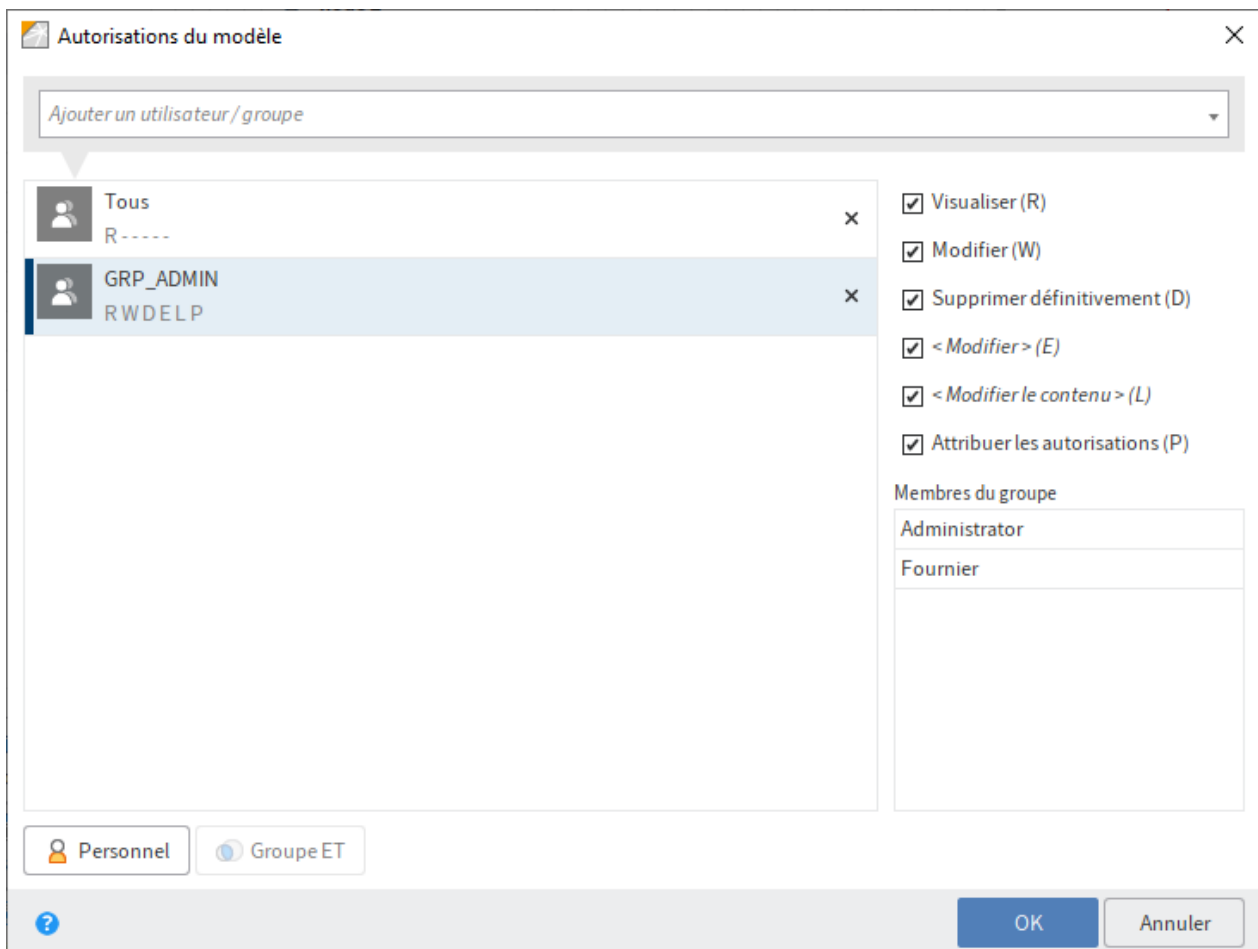 Autorisations du modèle
Ajouter un utilisateur / groupe
Tous
R - - - - -
GRP_ADMIN
R W D E L P
Visualiser (R)
Modifier (W)
Supprimer définitivement (D)
< Modifier > (E)
< Modifier le contenu > (L)
Attribuer les autorisations (P)
Membres du groupe
Administrator
Fournier
Personnel
Groupe ET
?
OK
Annuler